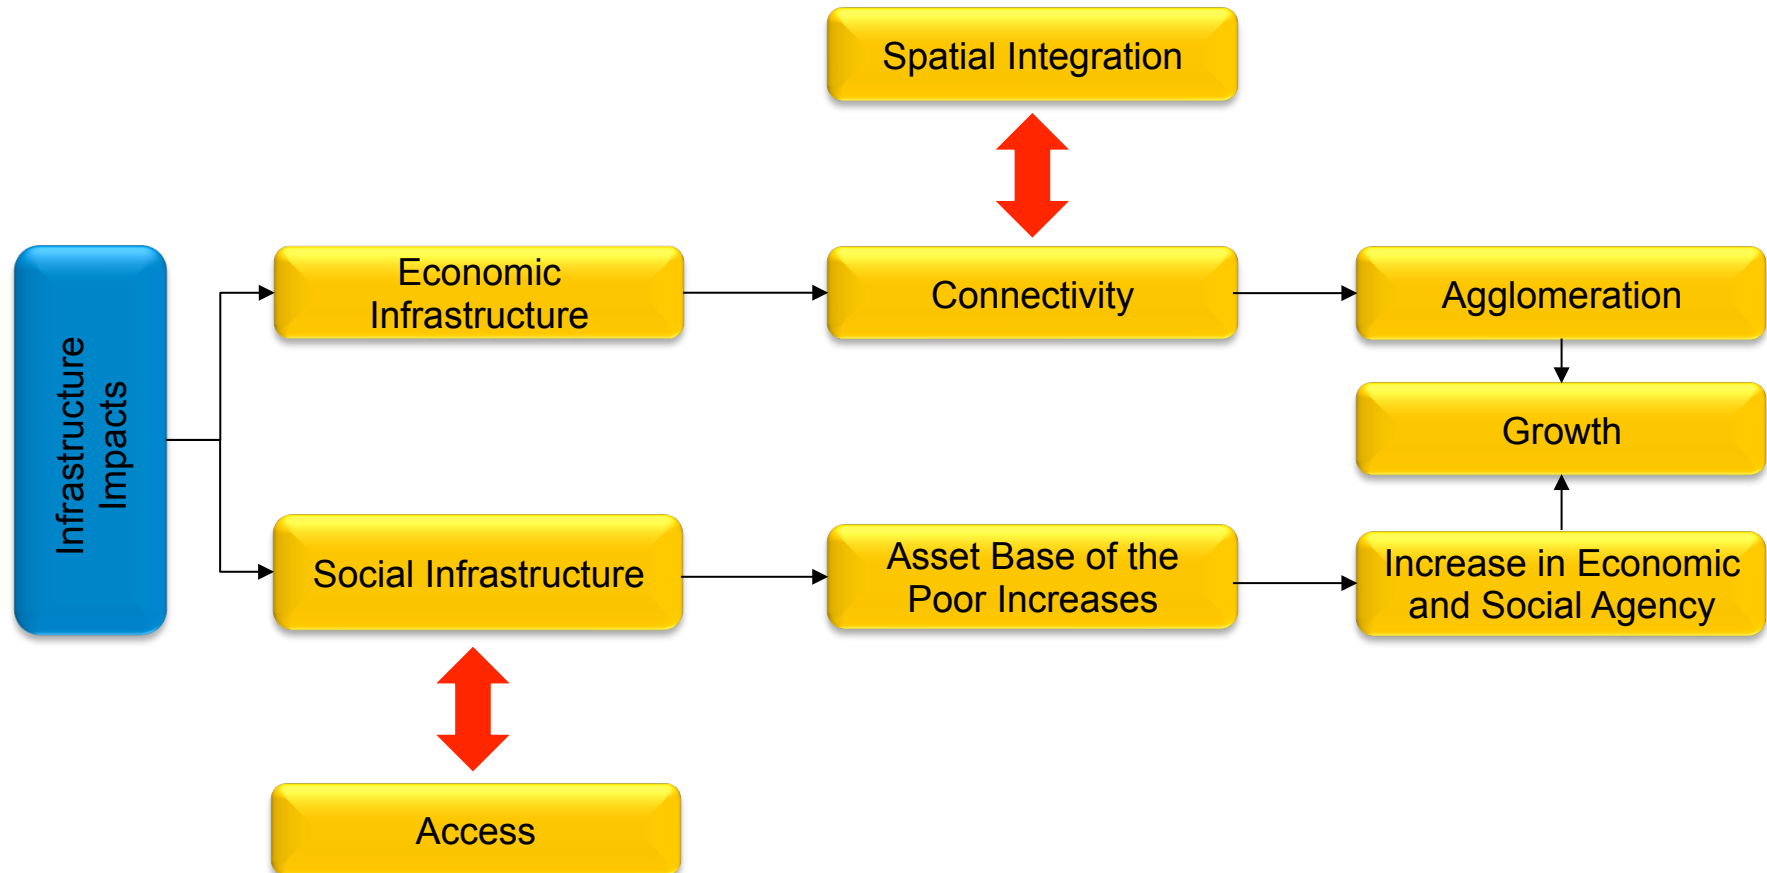 Spatial Integration
Infrastructure
Impacts
Economic
Infrastructure
Connectivity
Agglomeration
Growth
Social Infrastructure
Asset Base of the
Poor Increases
Increase in Economic
and Social Agency
Access